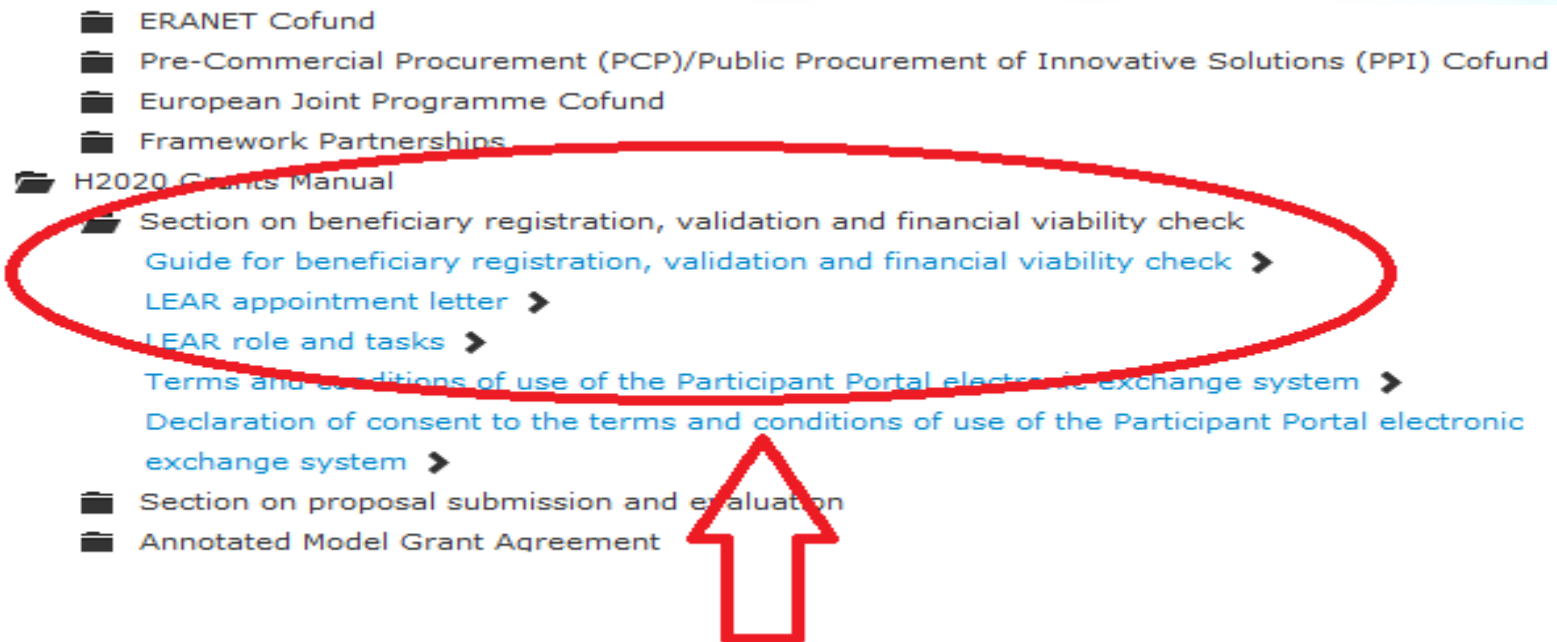 ERANET Cofund
Pre-Commercial Procurement (PCP)/Public Procurement of Innovative Solutions (PPI) Cofund
European Joint Programme Cofund
Framework Partnerships
H2020 Grants Manual
Section on beneficiary registration, validation and financial viability check
Guide for beneficiary registration, validation and financial viability check
LEAR appointment letter
LEAR role and tasks
Terms and conditions of use of the Participant Portal electronic exchange system
Declaration of consent to the terms and conditions of use of the Participant Portal electronic
exchange system
Section on proposal submission and evaluation
Annotated Model Grant Agreement